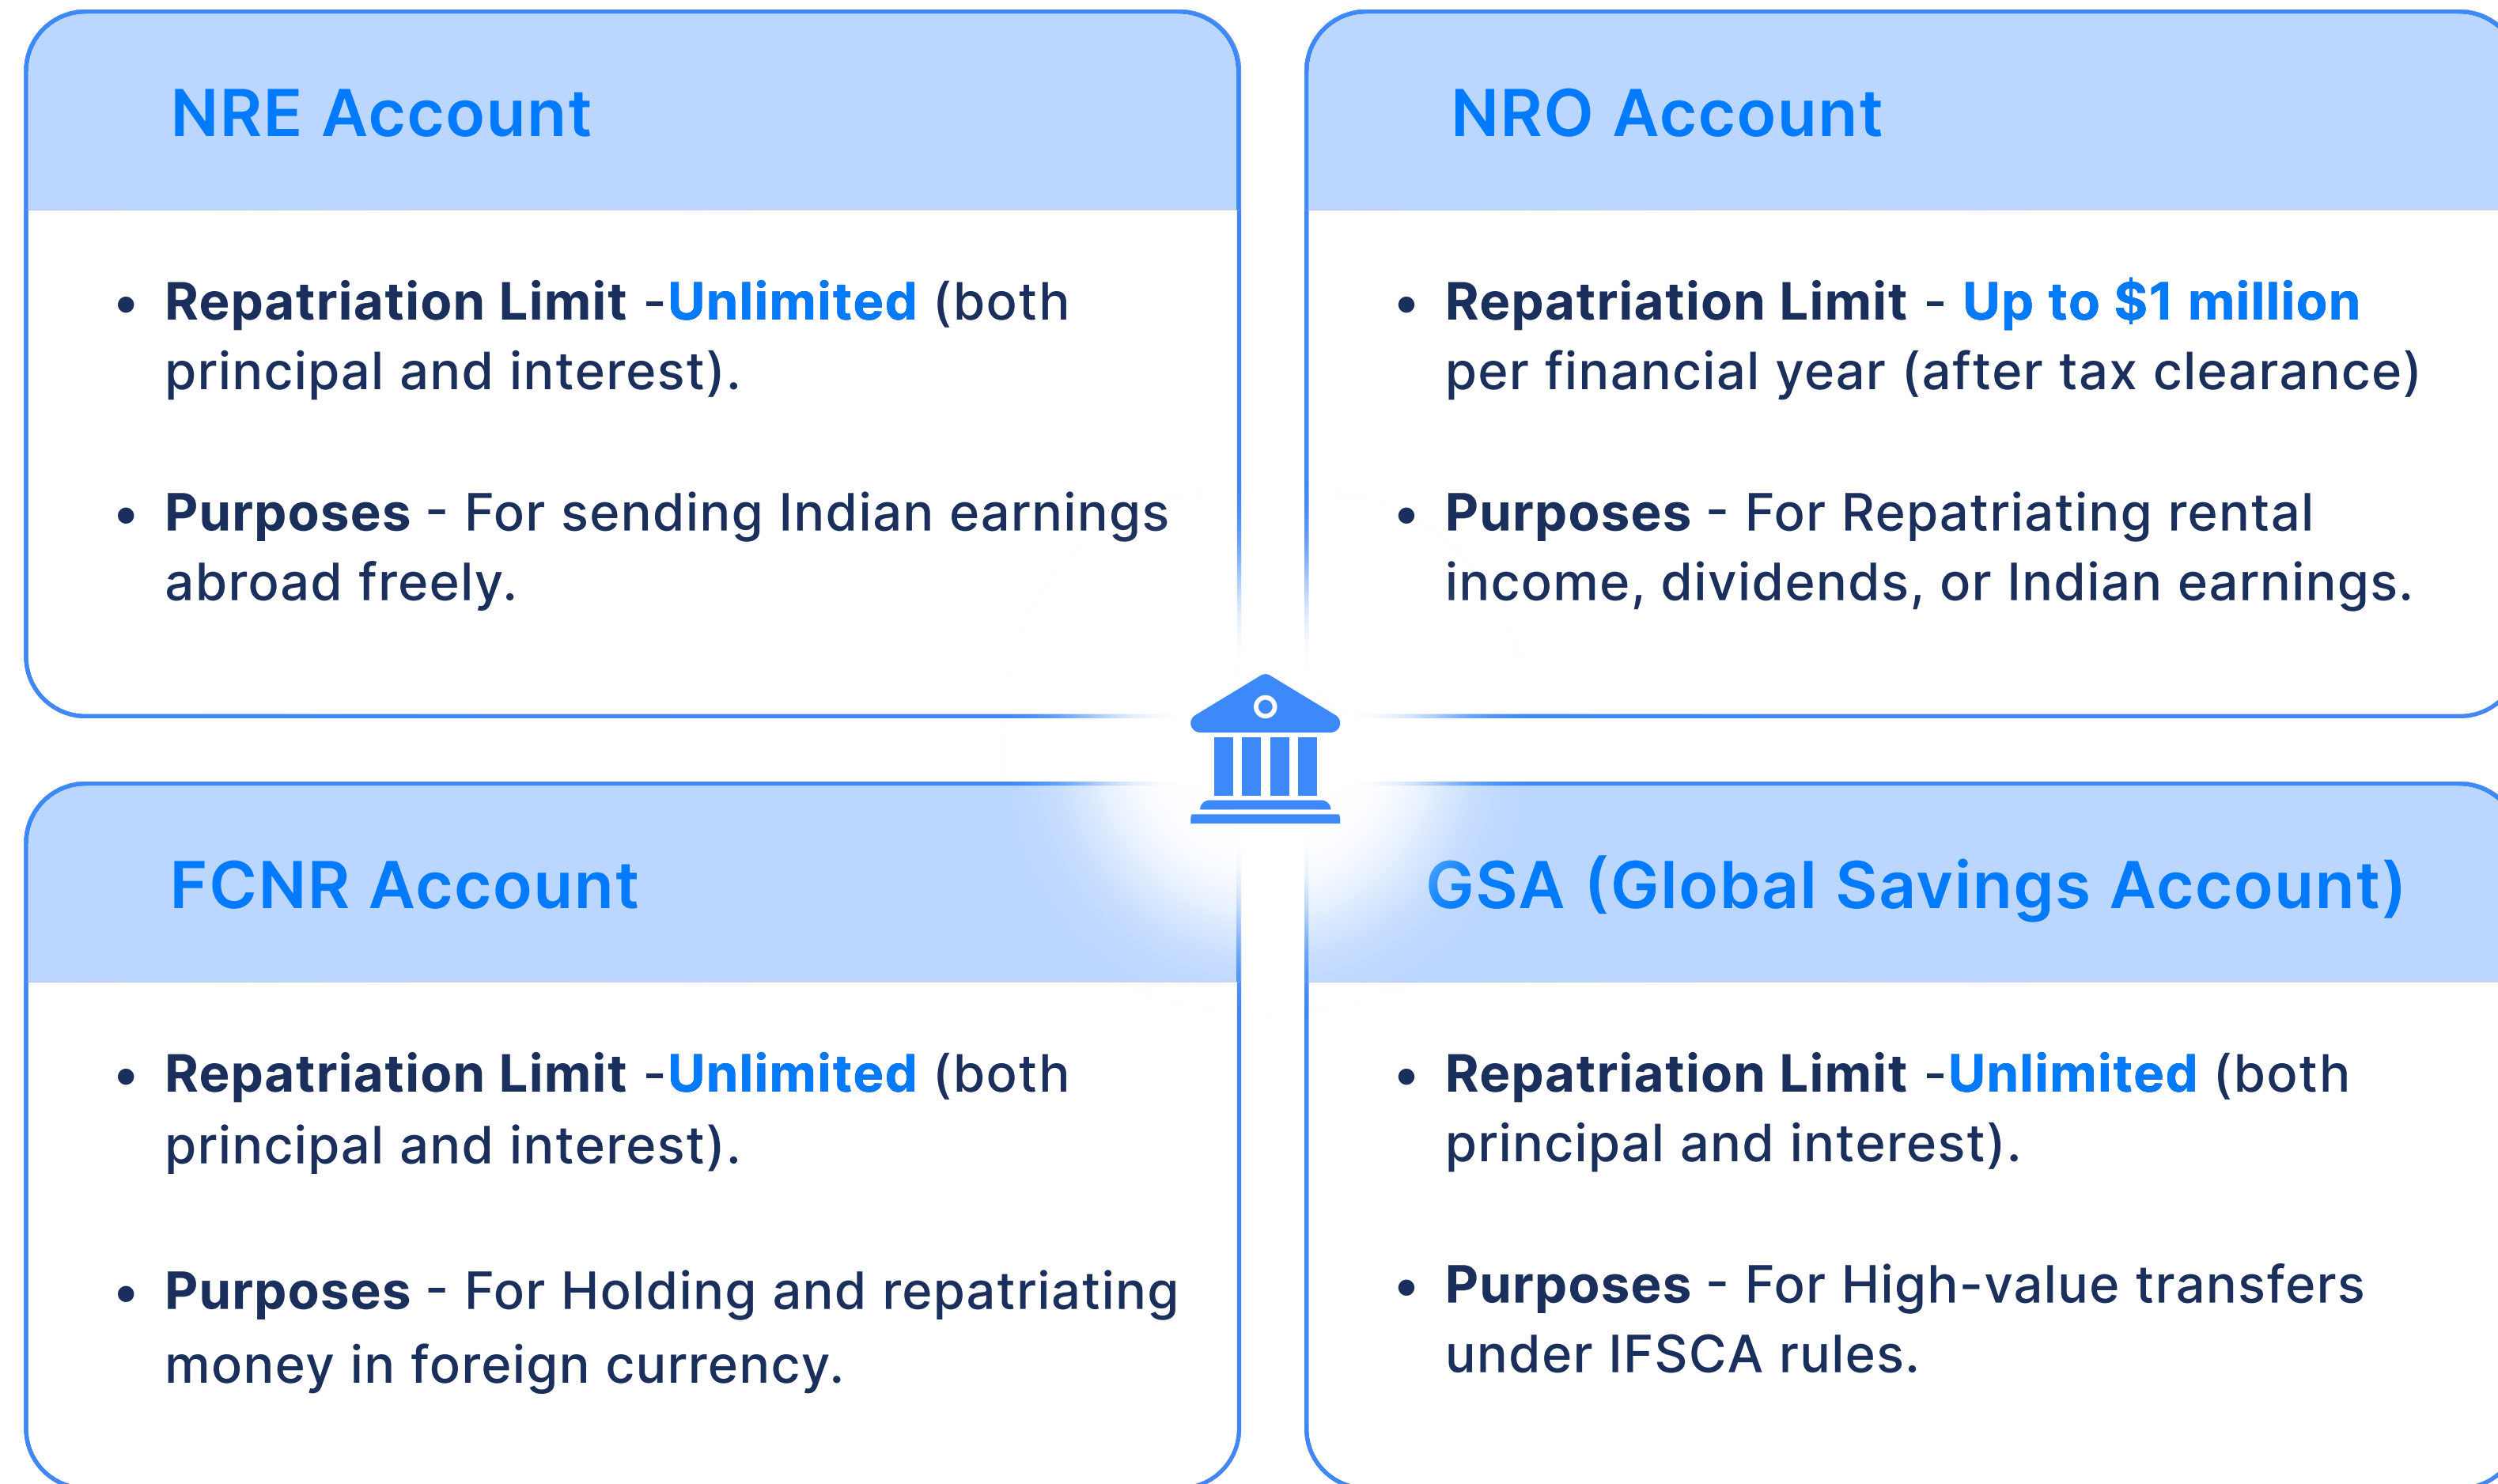 NRE Account
• Repatriation Limit -Unlimited (both
principal and interest).
• Purposes - For sending Indian earnings
abroad freely.
NRO Account
• Repatriation Limit - Up to $1 million
per financial year (after tax clearance)
• Purposes - For Repatriating rental
income, dividends, or Indian earnings.
FCNR Account
• Repatriation Limit -Unlimited (both
principal and interest).
• Purposes - For Holding and repatriating
money in foreign currency.
GSA (Global Savings Account)
• Repatriation Limit -Unlimited (both
principal and interest).
• Purposes - For High-value transfers
under IFSCA rules.